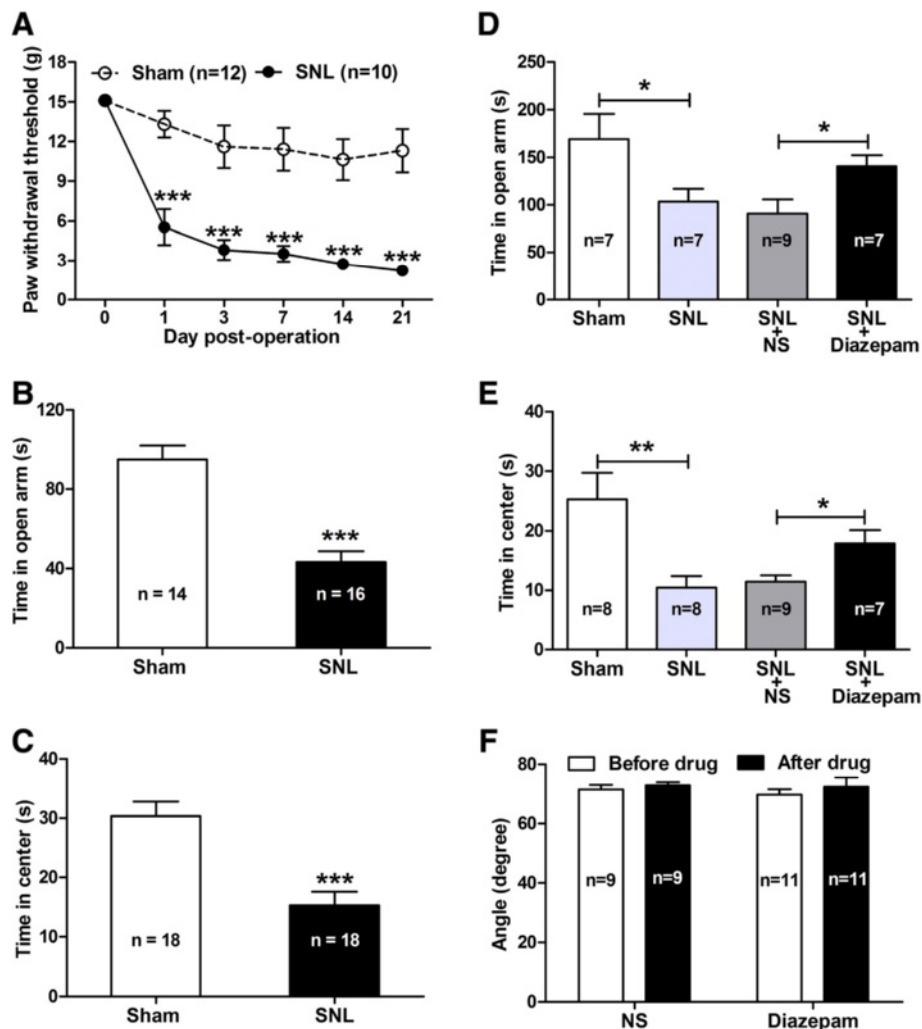 A
Paw withdrawal threshold (g)
18
15
12
9
6
3
0
Sham (n=12)
SNL (n=10)
***
***
***
***
***
0
1
3
7
14
21
Day post-operation
B
Time in open arm (s)
120
80
40
0
n = 14
***
n = 16
Sham
SNL
C
Time in center (s)
40
30
20
10
0
n = 18
***
n = 18
Sham
SNL
D
Time in open arm (s)
250
200
150
100
50
0
*
*
n=7
n=7
n=9
n=7
Sham
SNL
SNL
+
NS
SNL
+
Diazepam
E
Time in center (s)
40
30
20
10
0
**
*
n=8
n=8
n=9
n=7
Sham
SNL
SNL
+
NS
SNL
+
Diazepam
F
Angle (degree)
80
60
40
20
0
Before drug
After drug
n=9
n=9
n=11
n=11
NS
Diazepam